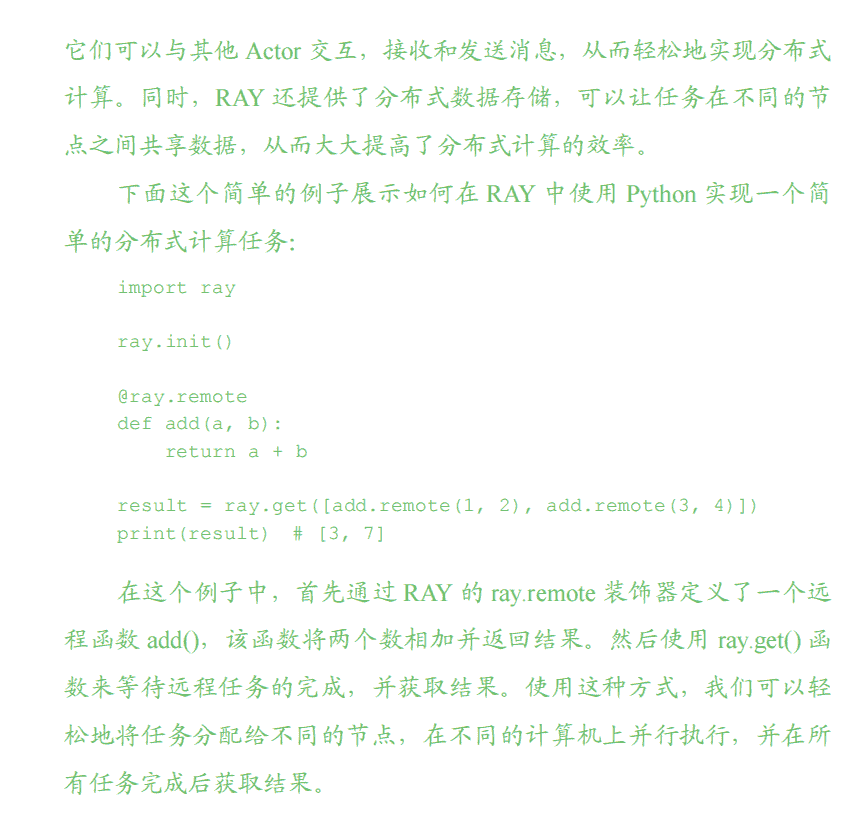 它们可以与其他 Actor 交互，接收和发送消息，从而轻松地实现分布式
计算。同时，RAY 还提供了分布式数据存储，可以让任务在不同的节
点之间共享数据，从而大大提高了分布式计算的效率。
下面这个简单的例子展示如何在 RAY 中使用 Python 实现一个简
单的分布式计算任务：
import ray
ray.init()
@ray.remote
def add(a, b):
    return a + b
result = ray.get([add.remote(1, 2), add.remote(3, 4)])
print(result)  # [3, 7]
在这个例子中，首先通过 RAY 的 ray.remote 装饰器定义了一个远
程函数 add()，该函数将两个数相加并返回结果。然后使用 ray.get() 函
数来等待远程任务的完成，并获取结果。使用这种方式，我们可以轻
松地将任务分配给不同的节点，在不同的计算机上并行执行，并在所
有任务完成后获取结果。